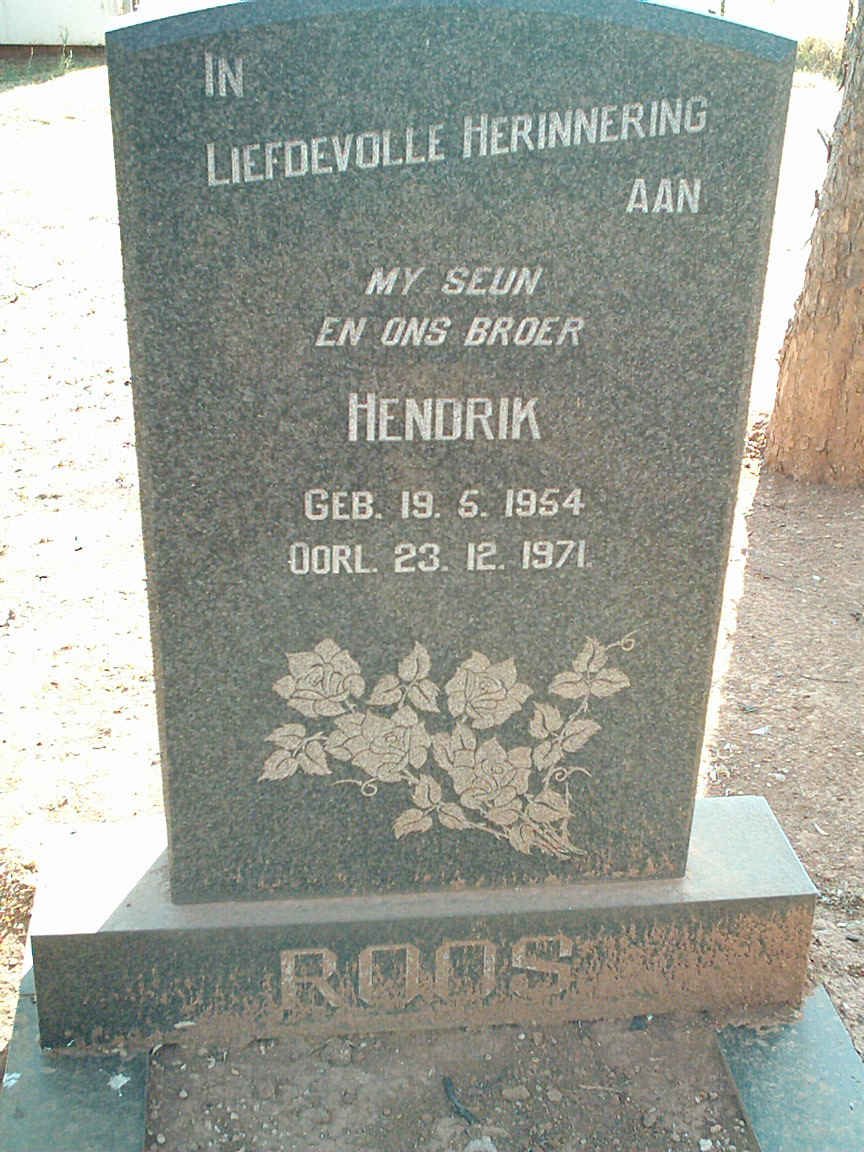 IN
LIEFDEVOLLE HERINNERING
AAN
MY SEUN
EN ONS BROER
HENDRIK
GEB. 19. 5. 1954
OORL. 23. 12. 1971.
ROOS